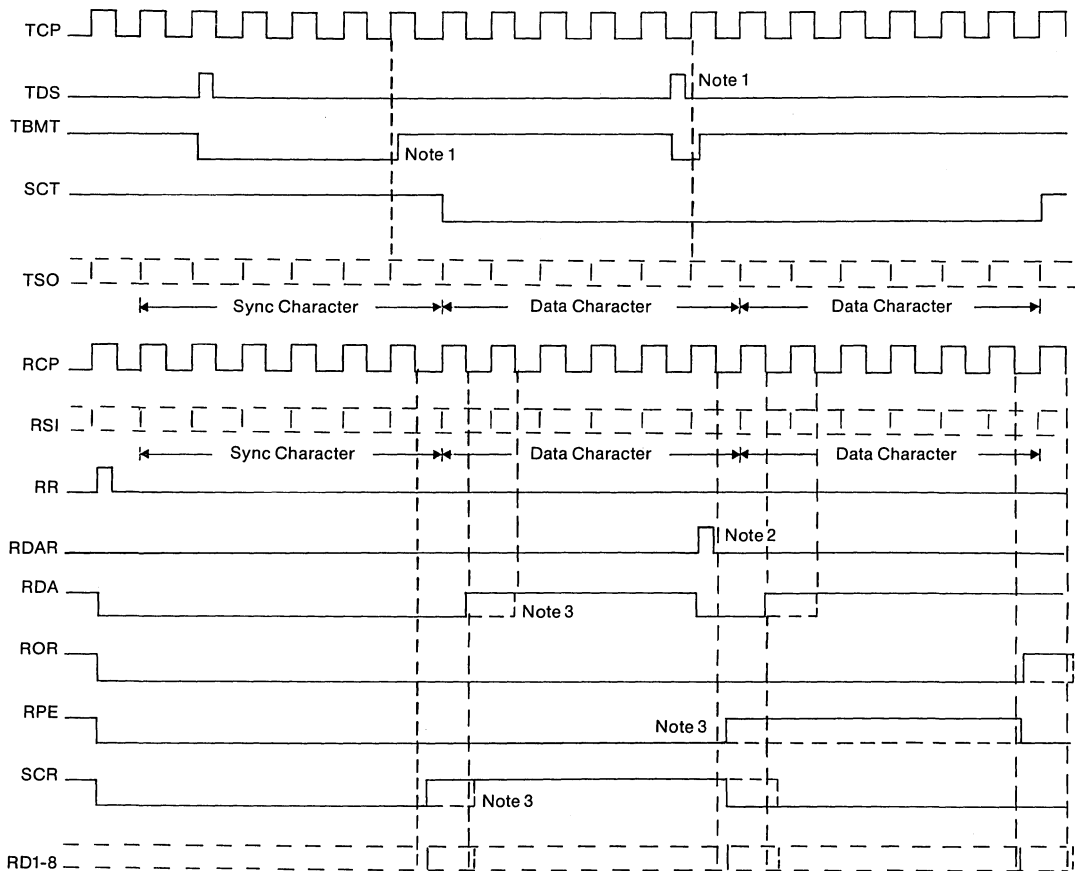 TCP
TDS
Note 1
TBMT
Note 1
SCT
TSO
Sync Character
Data Character
Data Character
RCP
RSI
Sync Character
Data Character
Data Character
RR
RDAR
Note 2
RDA
Note 3
ROR
RPE
Note 3
SCR
Note 3
RD1-8